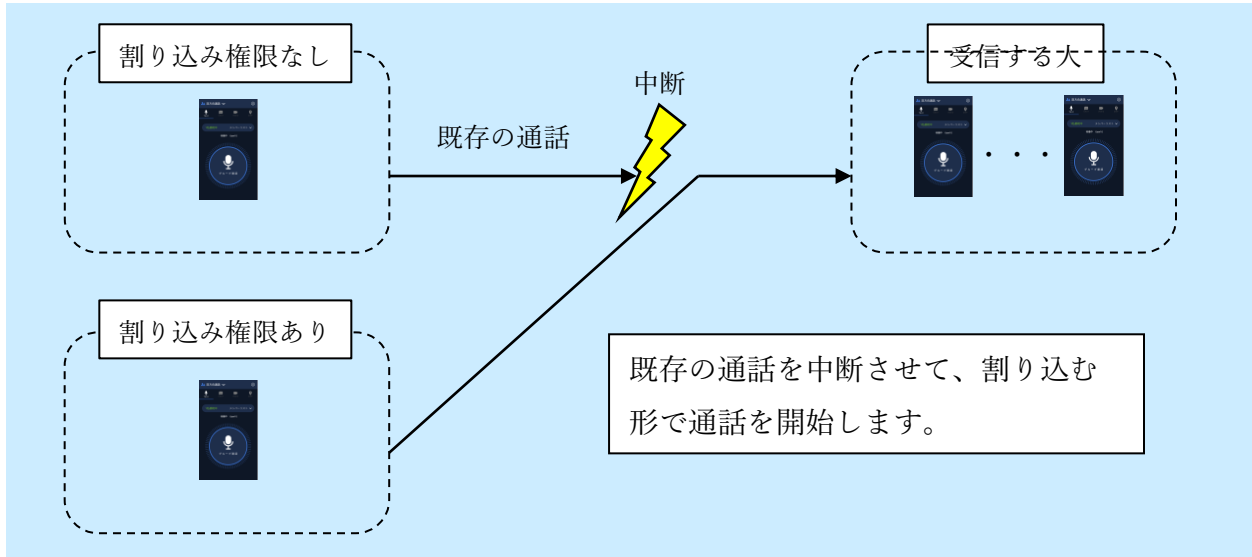 割り込み権限なし
中断
受信する人
既存の通話
・・・
割り込み権限あり
既存の通話を中断させて、割り込む
形で通話を開始します。